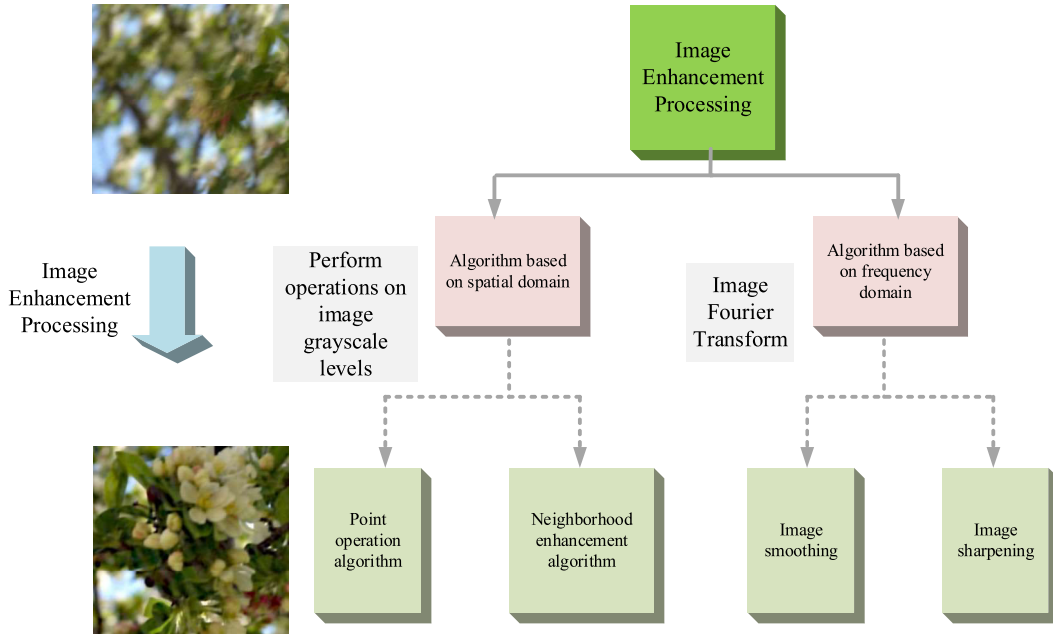 Image
Enhancement
Processing
Algorithm based
on spatial domain
Algorithm based
on frequency
domain
Perform
operations on
image
grayscale
levels
Image
Fourier
Transform
Image
Enhancement
Processing
Point
operation
algorithm
Neighborhood
enhancement
algorithm
Image
smoothing
Image
sharpening